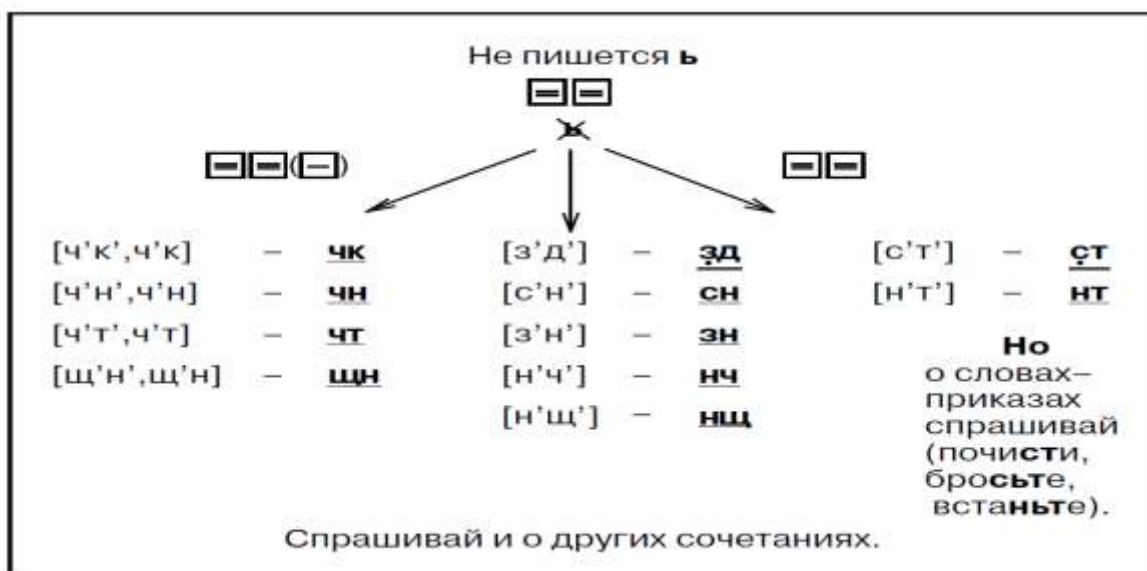 Не пишется ь
ь
[ч'к',ч'к] – чк
[ч'н',ч'н] – чн
[ч'т',ч'т] – чт
[щ'н',щ'н] – щн
[з'д'] – зд
[с'н'] – сн
[з'н'] – зн
[н'ч'] – нч
[н'щ'] – нщ
[с'т'] – ст
[н'т'] – нт
Но
о словах–
приказах
спрашивай
(почисти,
бросьте,
встаньте).
Спрашивай и о других сочетаниях.